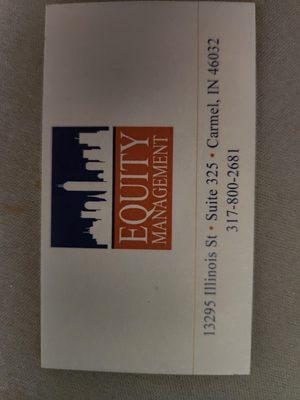 EQUITY
MANAGEMENT
13295 Illinois St • Suite 325 • Carmel, IN 46032
317-800-2681